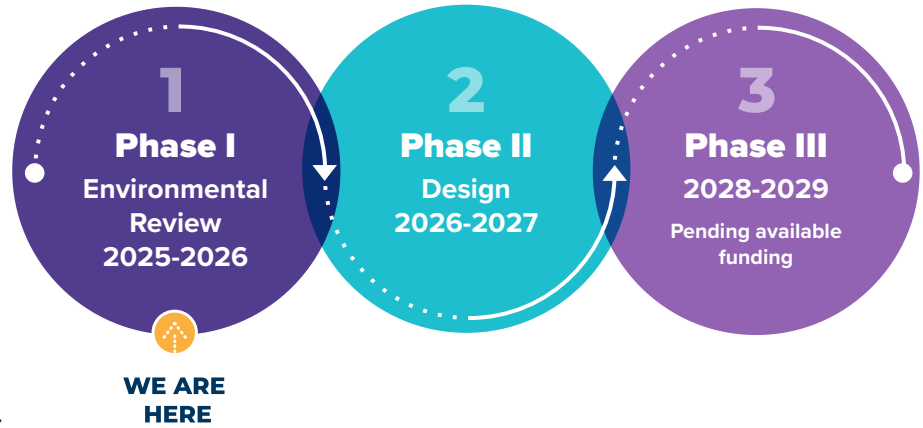 1
Phase I
Environmental
Review
2025-2026
2
Phase II
Design
2026-2027
3
Phase III
2028-2029
Pending available
funding
WE ARE
HERE